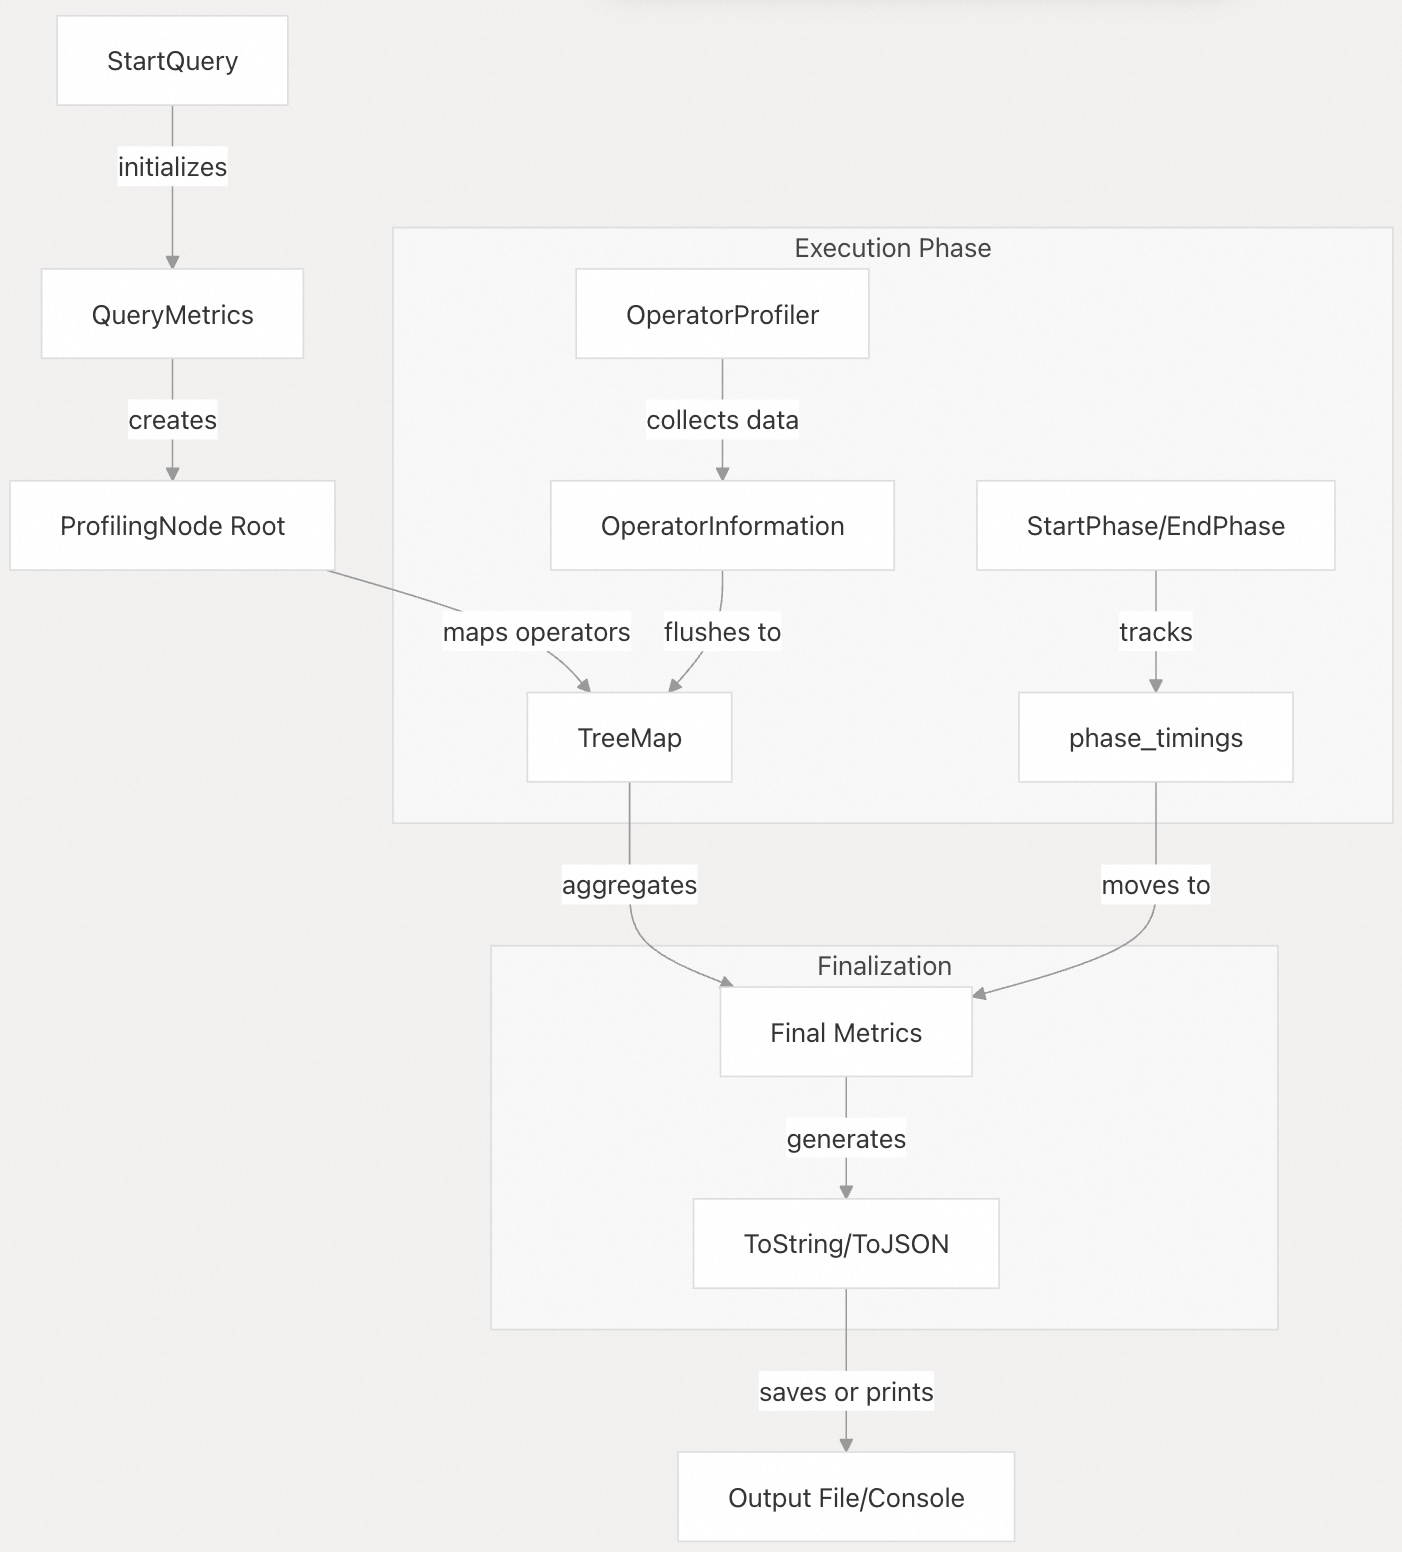 StartQuery
initializes
Execution Phase
QueryMetrics
OperatorProfiler
creates
collects data
ProfilingNode Root
OperatorInformation
StartPhase/EndPhase
maps operators
flushes to
tracks
TreeMap
phase_timings
aggregates
moves to
Finalization
Final Metrics
generates
ToString/ToJSON
saves or prints
Output File/Console